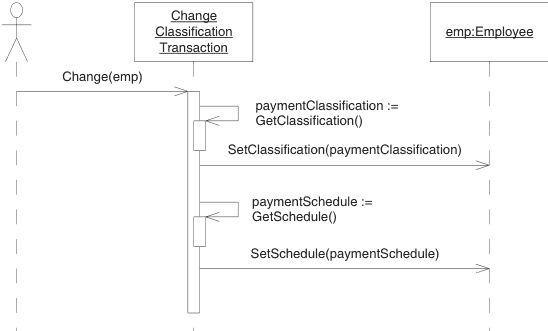 Change
Classification
Transaction
emp:Employee
Change(emp)
paymentClassification :=
GetClassification()
SetClassification(paymentClassification)
paymentSchedule :=
GetSchedule()
SetSchedule(paymentSchedule)